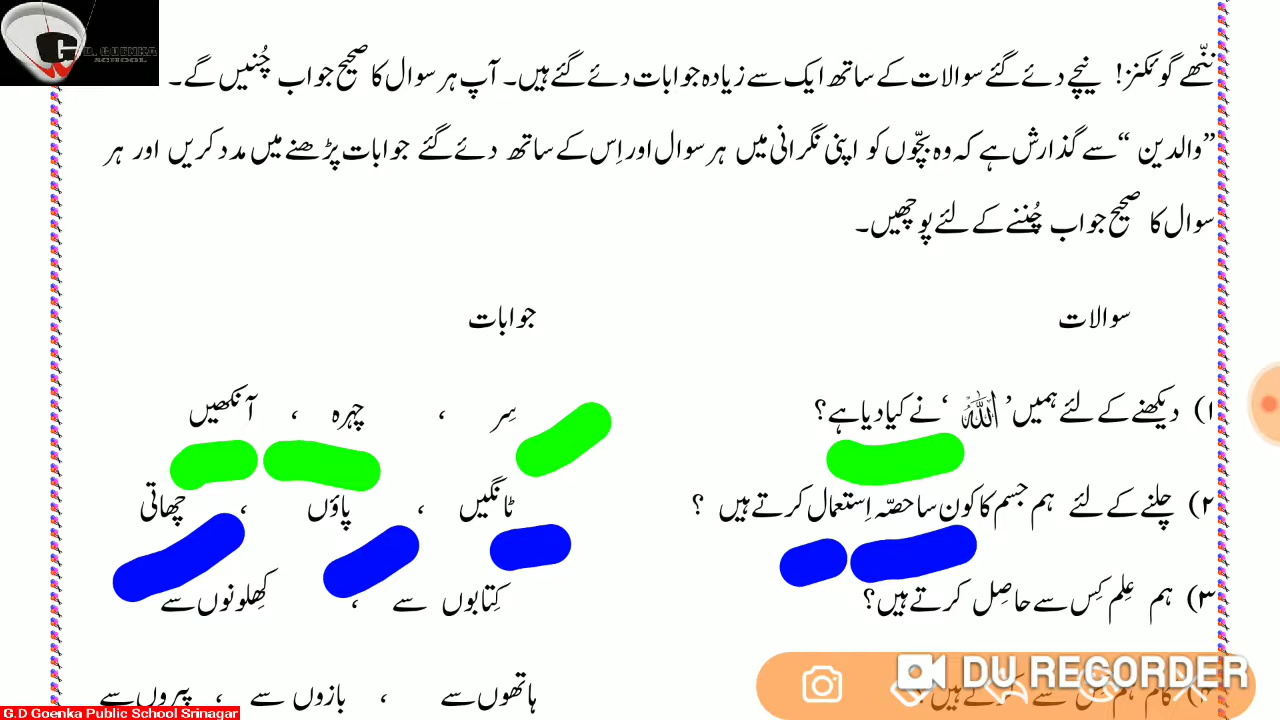 G
D. GOENKA
SCHOOL
ننّھے گوئنکنز! نیچے دئے گئے سوالات کے ساتھ ایک سے زیادہ جوابات دئے گئے ہیں۔ آپ ہر سوال کا صحیح جواب چُنیں گے۔
”والدین“ سے گذارش ہے کہ وہ بچّوں کو اپنی نگرانی میں ہر سوال اور اِس کے ساتھ دئے گئے جوابات پڑھنے میں مدد کریں اور ہر
سوال کا صحیح جواب چُننے کے لئے پوچھیں۔
سوالات جوابات
۱) دیکھنے کے لئے ہمیں ’اللہ‘ نے کیا دیا ہے؟ سِر ، چہرہ ، آنکھیں
۲) چلنے کے لئے ہم جسم کا کون سا حصّہ اِستعمال کرتے ہیں ؟ ٹانگیں ، پاؤں ، چھاتی
۳) ہم عِلم کِس سے حاصِل کرتے ہیں؟ کِتابوں سے ، کھِلونوں سے
کام ہم ہاتھوں سے ، بازوں سے ، پیروں سے
DU RECORDER
G.D Goenka Public School Srinagar